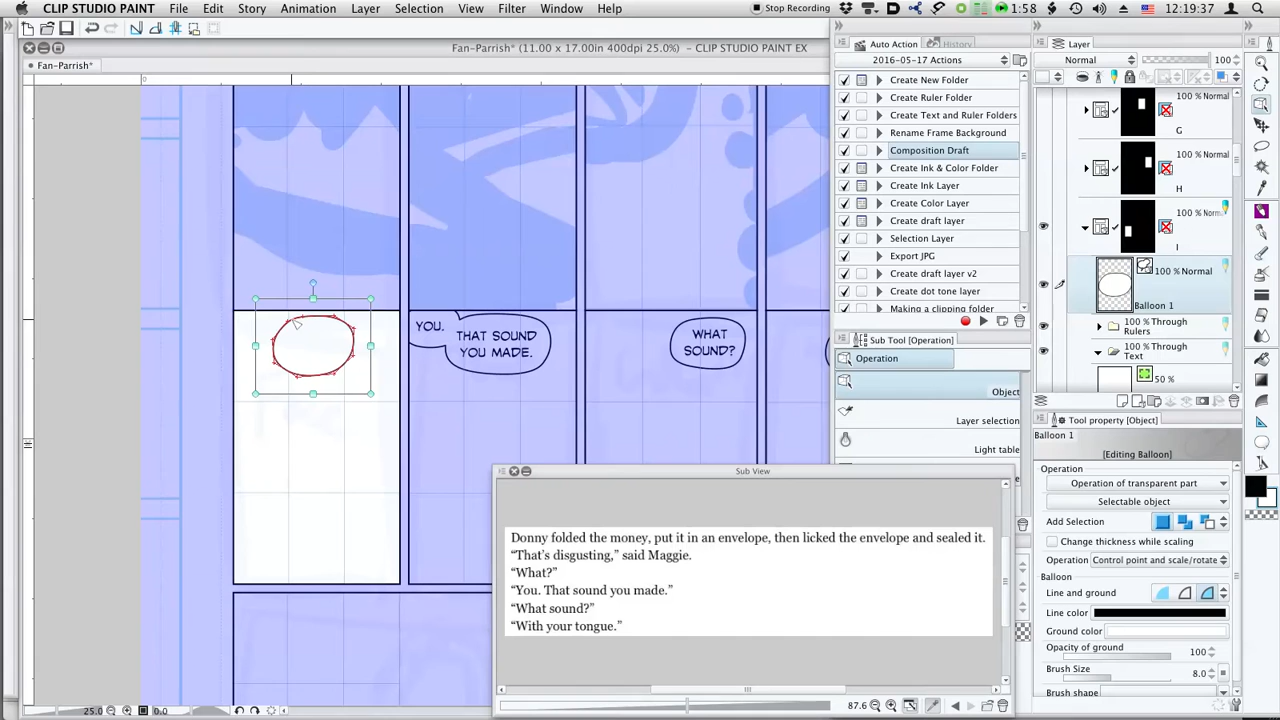 CLIP STUDIO PAINT File Edit Story Animation Layer Selection View Filter Window Help Stop Recording 1:58 12:19:37
Fan-Parrish* (11.00in x 17.00in 400dpi 25.0%) - CLIP STUDIO PAINT EX
Fan-Parrish*
0
YOU.
THAT SOUND
YOU MADE.
WHAT
SOUND?
Auto Action History
2016-05-17 Actions
Create New Folder
Create Ruler Folder
Create Text and Ruler Folders
Rename Frame Background
Composition Draft
Create Ink & Color Folder
Create Ink Layer
Create Color Layer
Create draft layer
Selection Layer
Export JPG
Create draft layer v2
Create dot tone layer
Making a clipping folder
Sub Tool [Operation]
Operation
Object
Layer selection
Light table
Layer
Normal 100
100 % Normal
G
100 % Normal
H
100 % Norm
I
100 % Normal
Balloon 1
100 % Through
Rulers
100 % Through
Text
50 %
Tool property [Object]
Balloon 1
[Editing Balloon]
Operation
Operation of transparent part
Selectable object
Add Selection
Change thickness while scaling
Operation Control point and scale/rotate
Balloon
Line and ground
Line color
Ground color
Opacity of ground 100
Brush Size 8.0
Brush shape
Sub View
Donny folded the money, put it in an envelope, then licked the envelope and sealed it.
“That’s disgusting,” said Maggie.
“What?”
“You. That sound you made.”
“What sound?”
“With your tongue.”
87.6
25.0
0.0